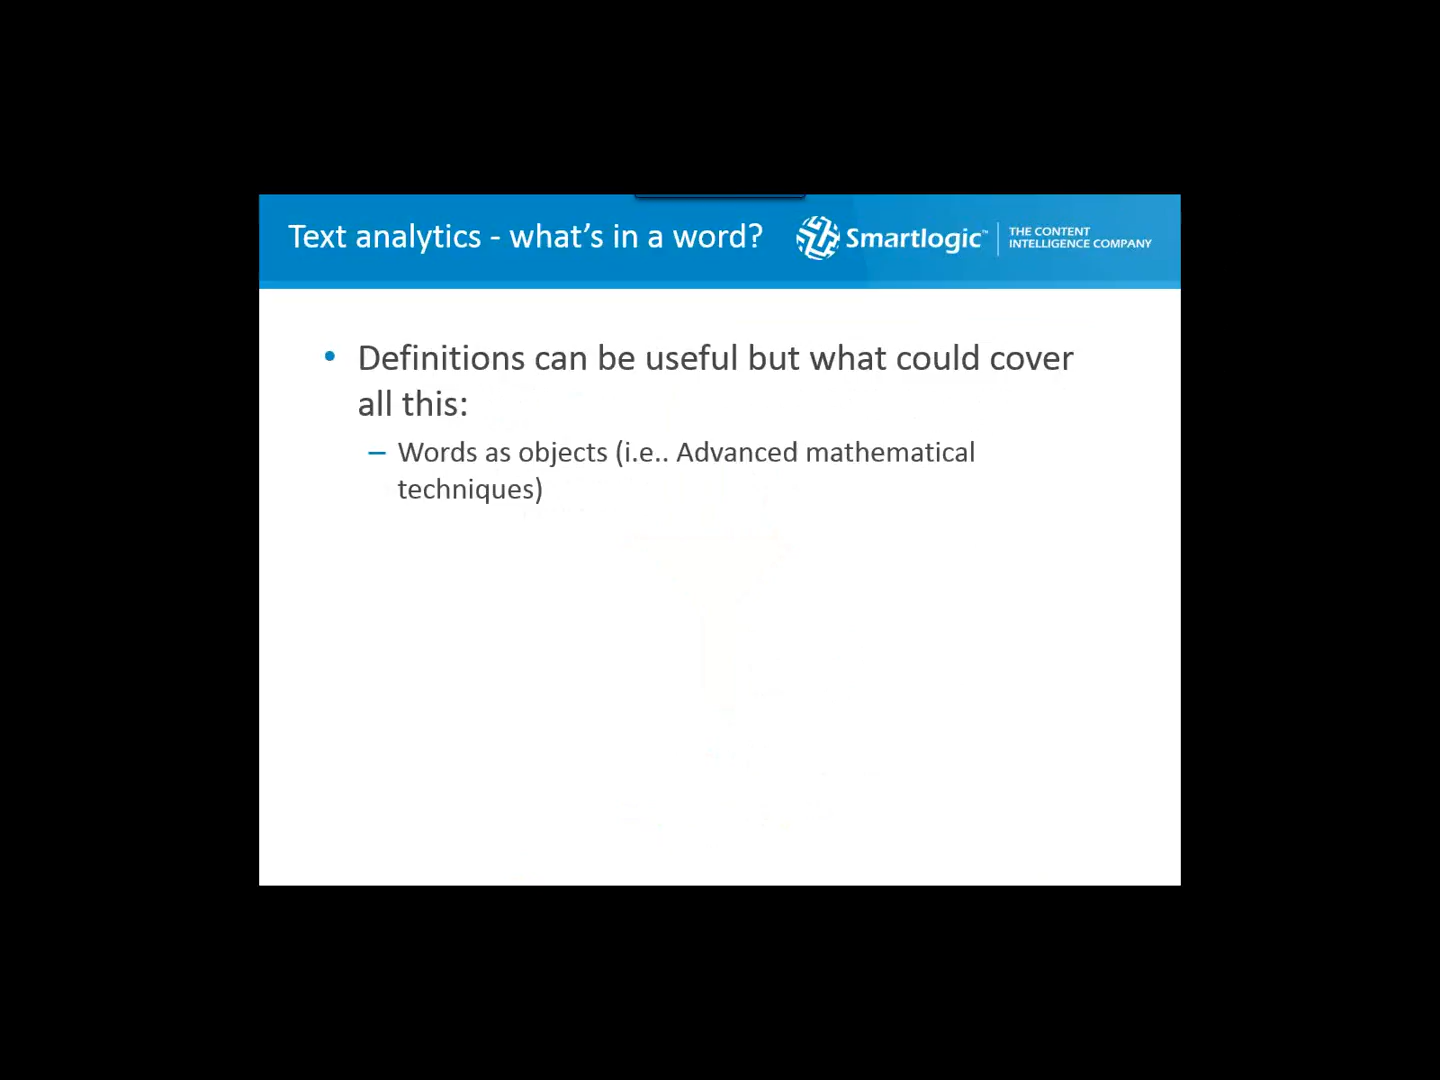 Text analytics - what's in a word?
Smartlogic™
THE CONTENT
INTELLIGENCE COMPANY
• Definitions can be useful but what could cover
all this:
– Words as objects (i.e.. Advanced mathematical
techniques)